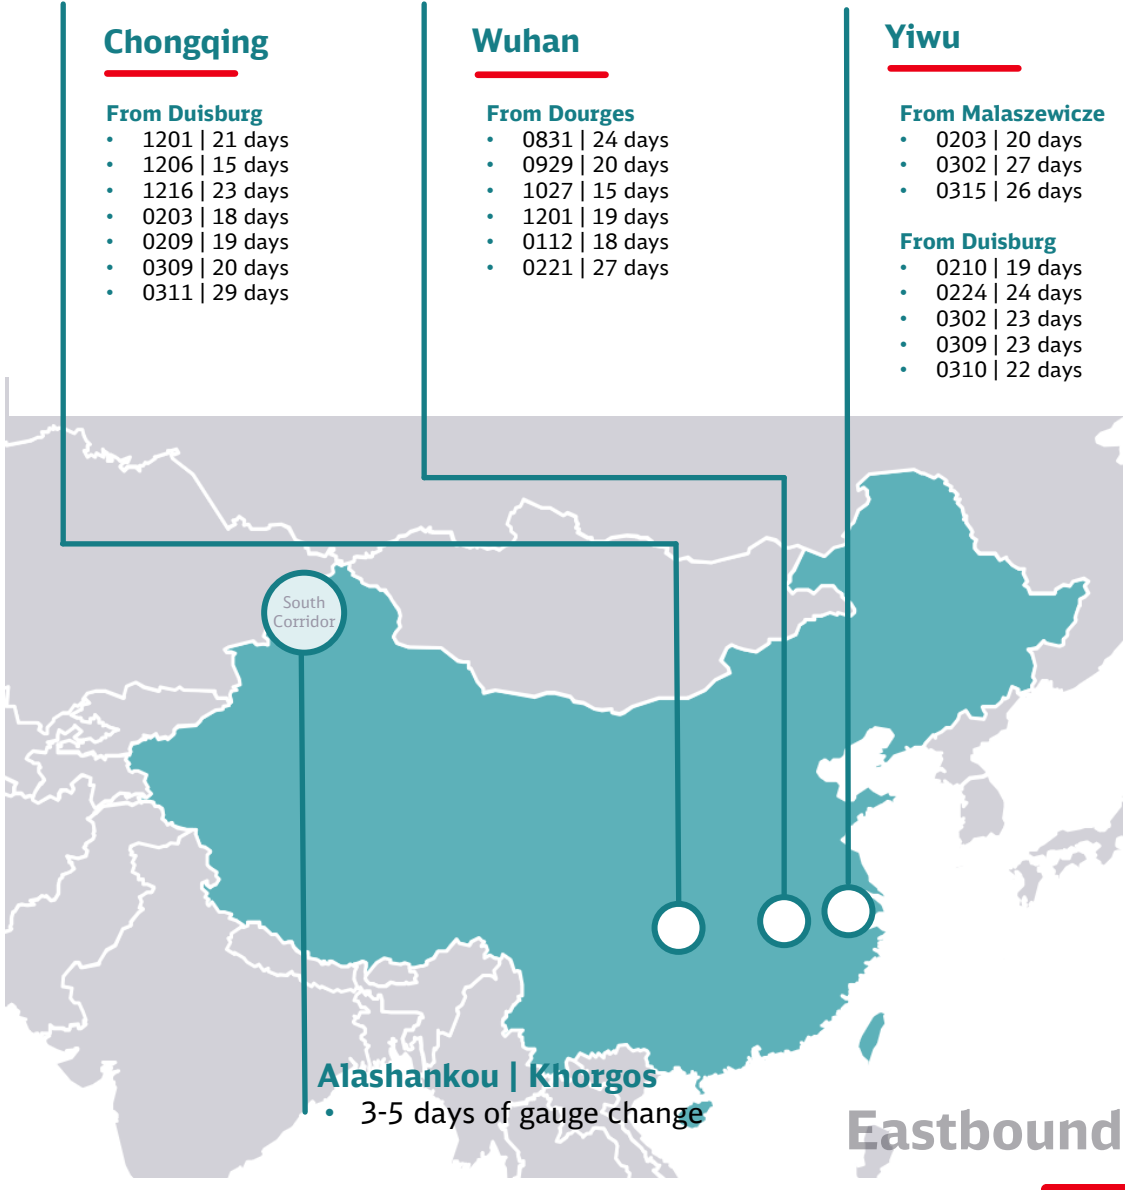 Chongqing
From Duisburg
• 1201 | 21 days
• 1206 | 15 days
• 1216 | 23 days
• 0203 | 18 days
• 0209 | 19 days
• 0309 | 20 days
• 0311 | 29 days
Wuhan
From Dourges
• 0831 | 24 days
• 0929 | 20 days
• 1027 | 15 days
• 1201 | 19 days
• 0112 | 18 days
• 0221 | 27 days
Yiwu
From Malaszewicze
• 0203 | 20 days
• 0302 | 27 days
• 0315 | 26 days
From Duisburg
• 0210 | 19 days
• 0224 | 24 days
• 0302 | 23 days
• 0309 | 23 days
• 0310 | 22 days
South
Corridor
Alashankou | Khorgos
• 3-5 days of gauge change
Eastbound